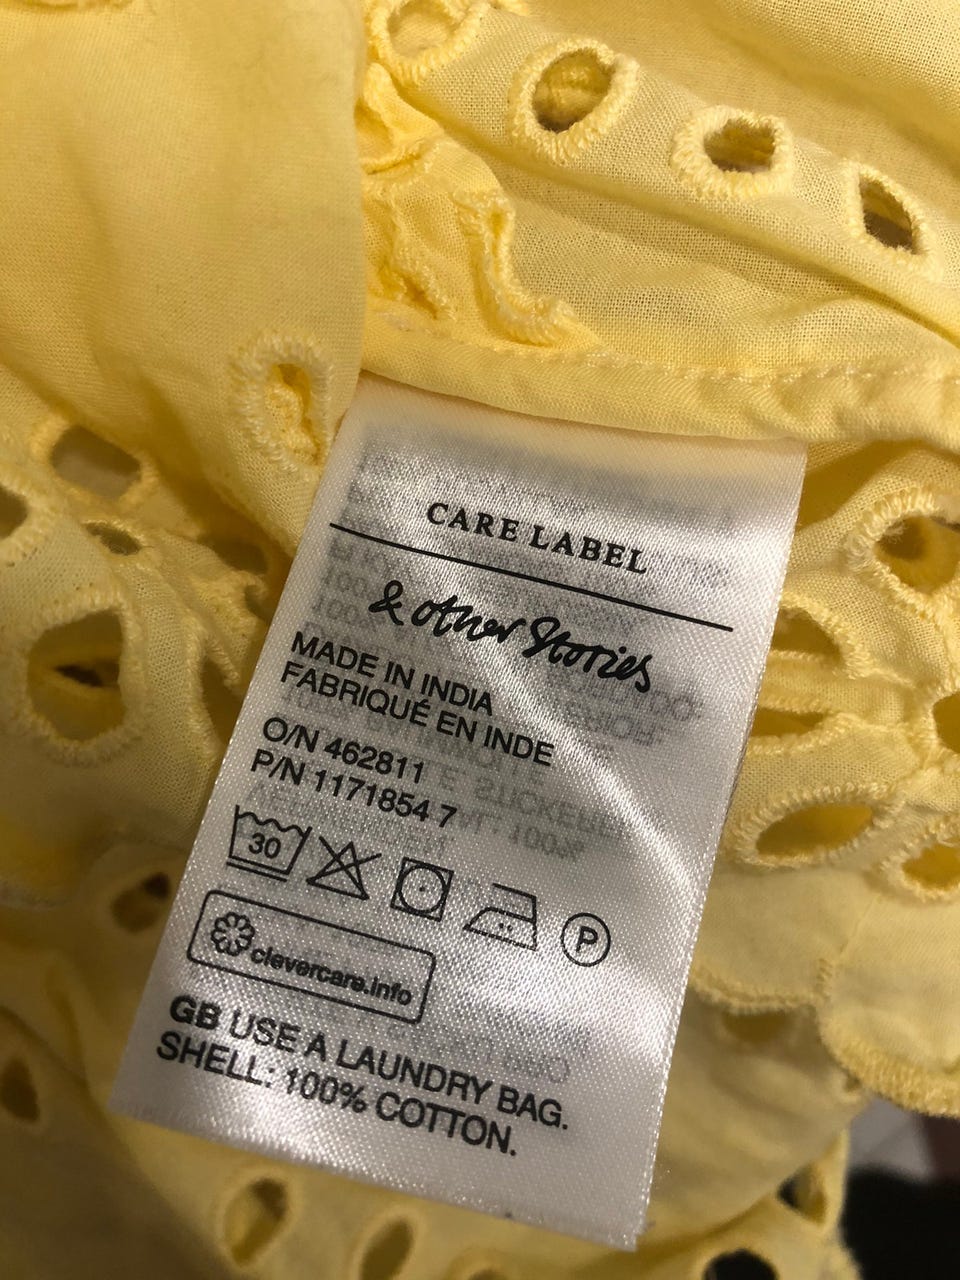 CARE LABEL
& other Stories
MADE IN INDIA
FABRIQUÉ EN INDE
O/N 462811
P/N 1171854 7
30
P
clevercare.info
GB USE A LAUNDRY BAG.
SHELL: 100% COTTON.